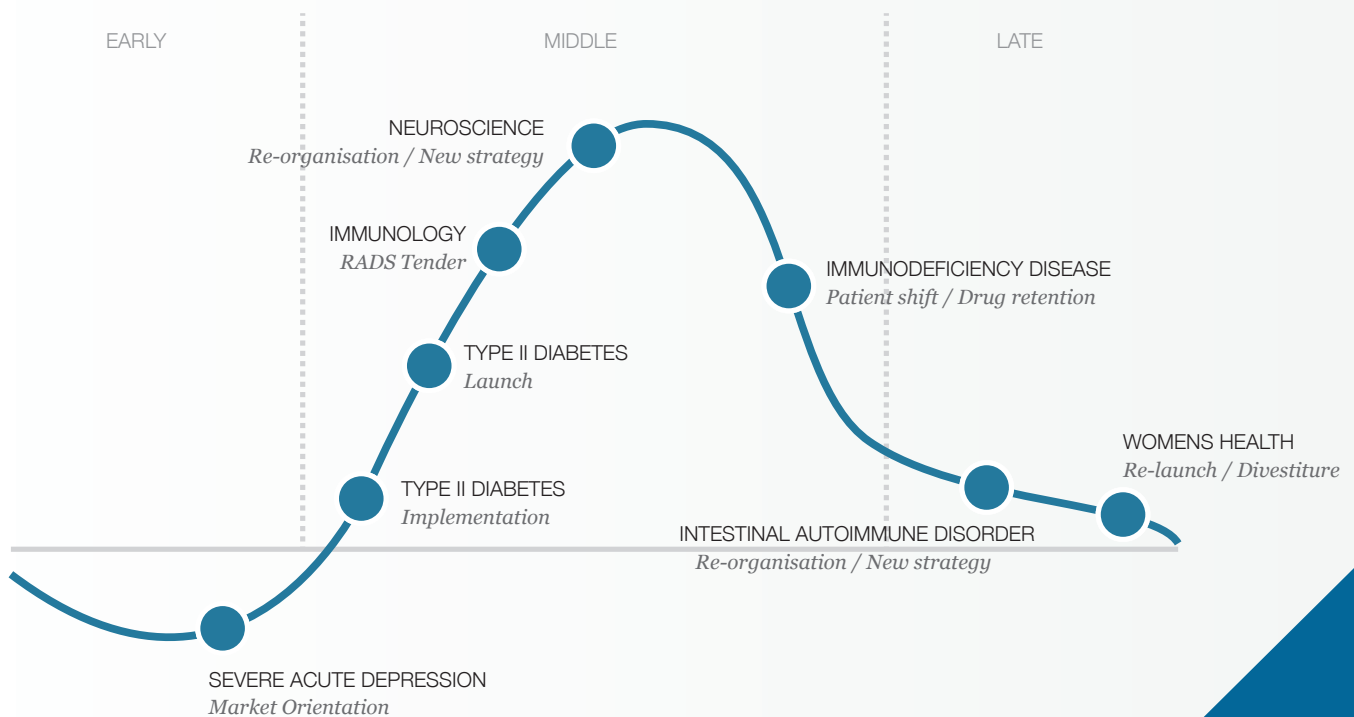 EARLY
MIDDLE
LATE
NEUROSCIENCE
Re-organisation / New strategy
IMMUNOLOGY
RADS Tender
IMMUNODEFICIENCY DISEASE
Patient shift / Drug retention
TYPE II DIABETES
Launch
WOMENS HEALTH
Re-launch / Divestiture
TYPE II DIABETES
Implementation
INTESTINAL AUTOIMMUNE DISORDER
Re-organisation / New strategy
SEVERE ACUTE DEPRESSION
Market Orientation